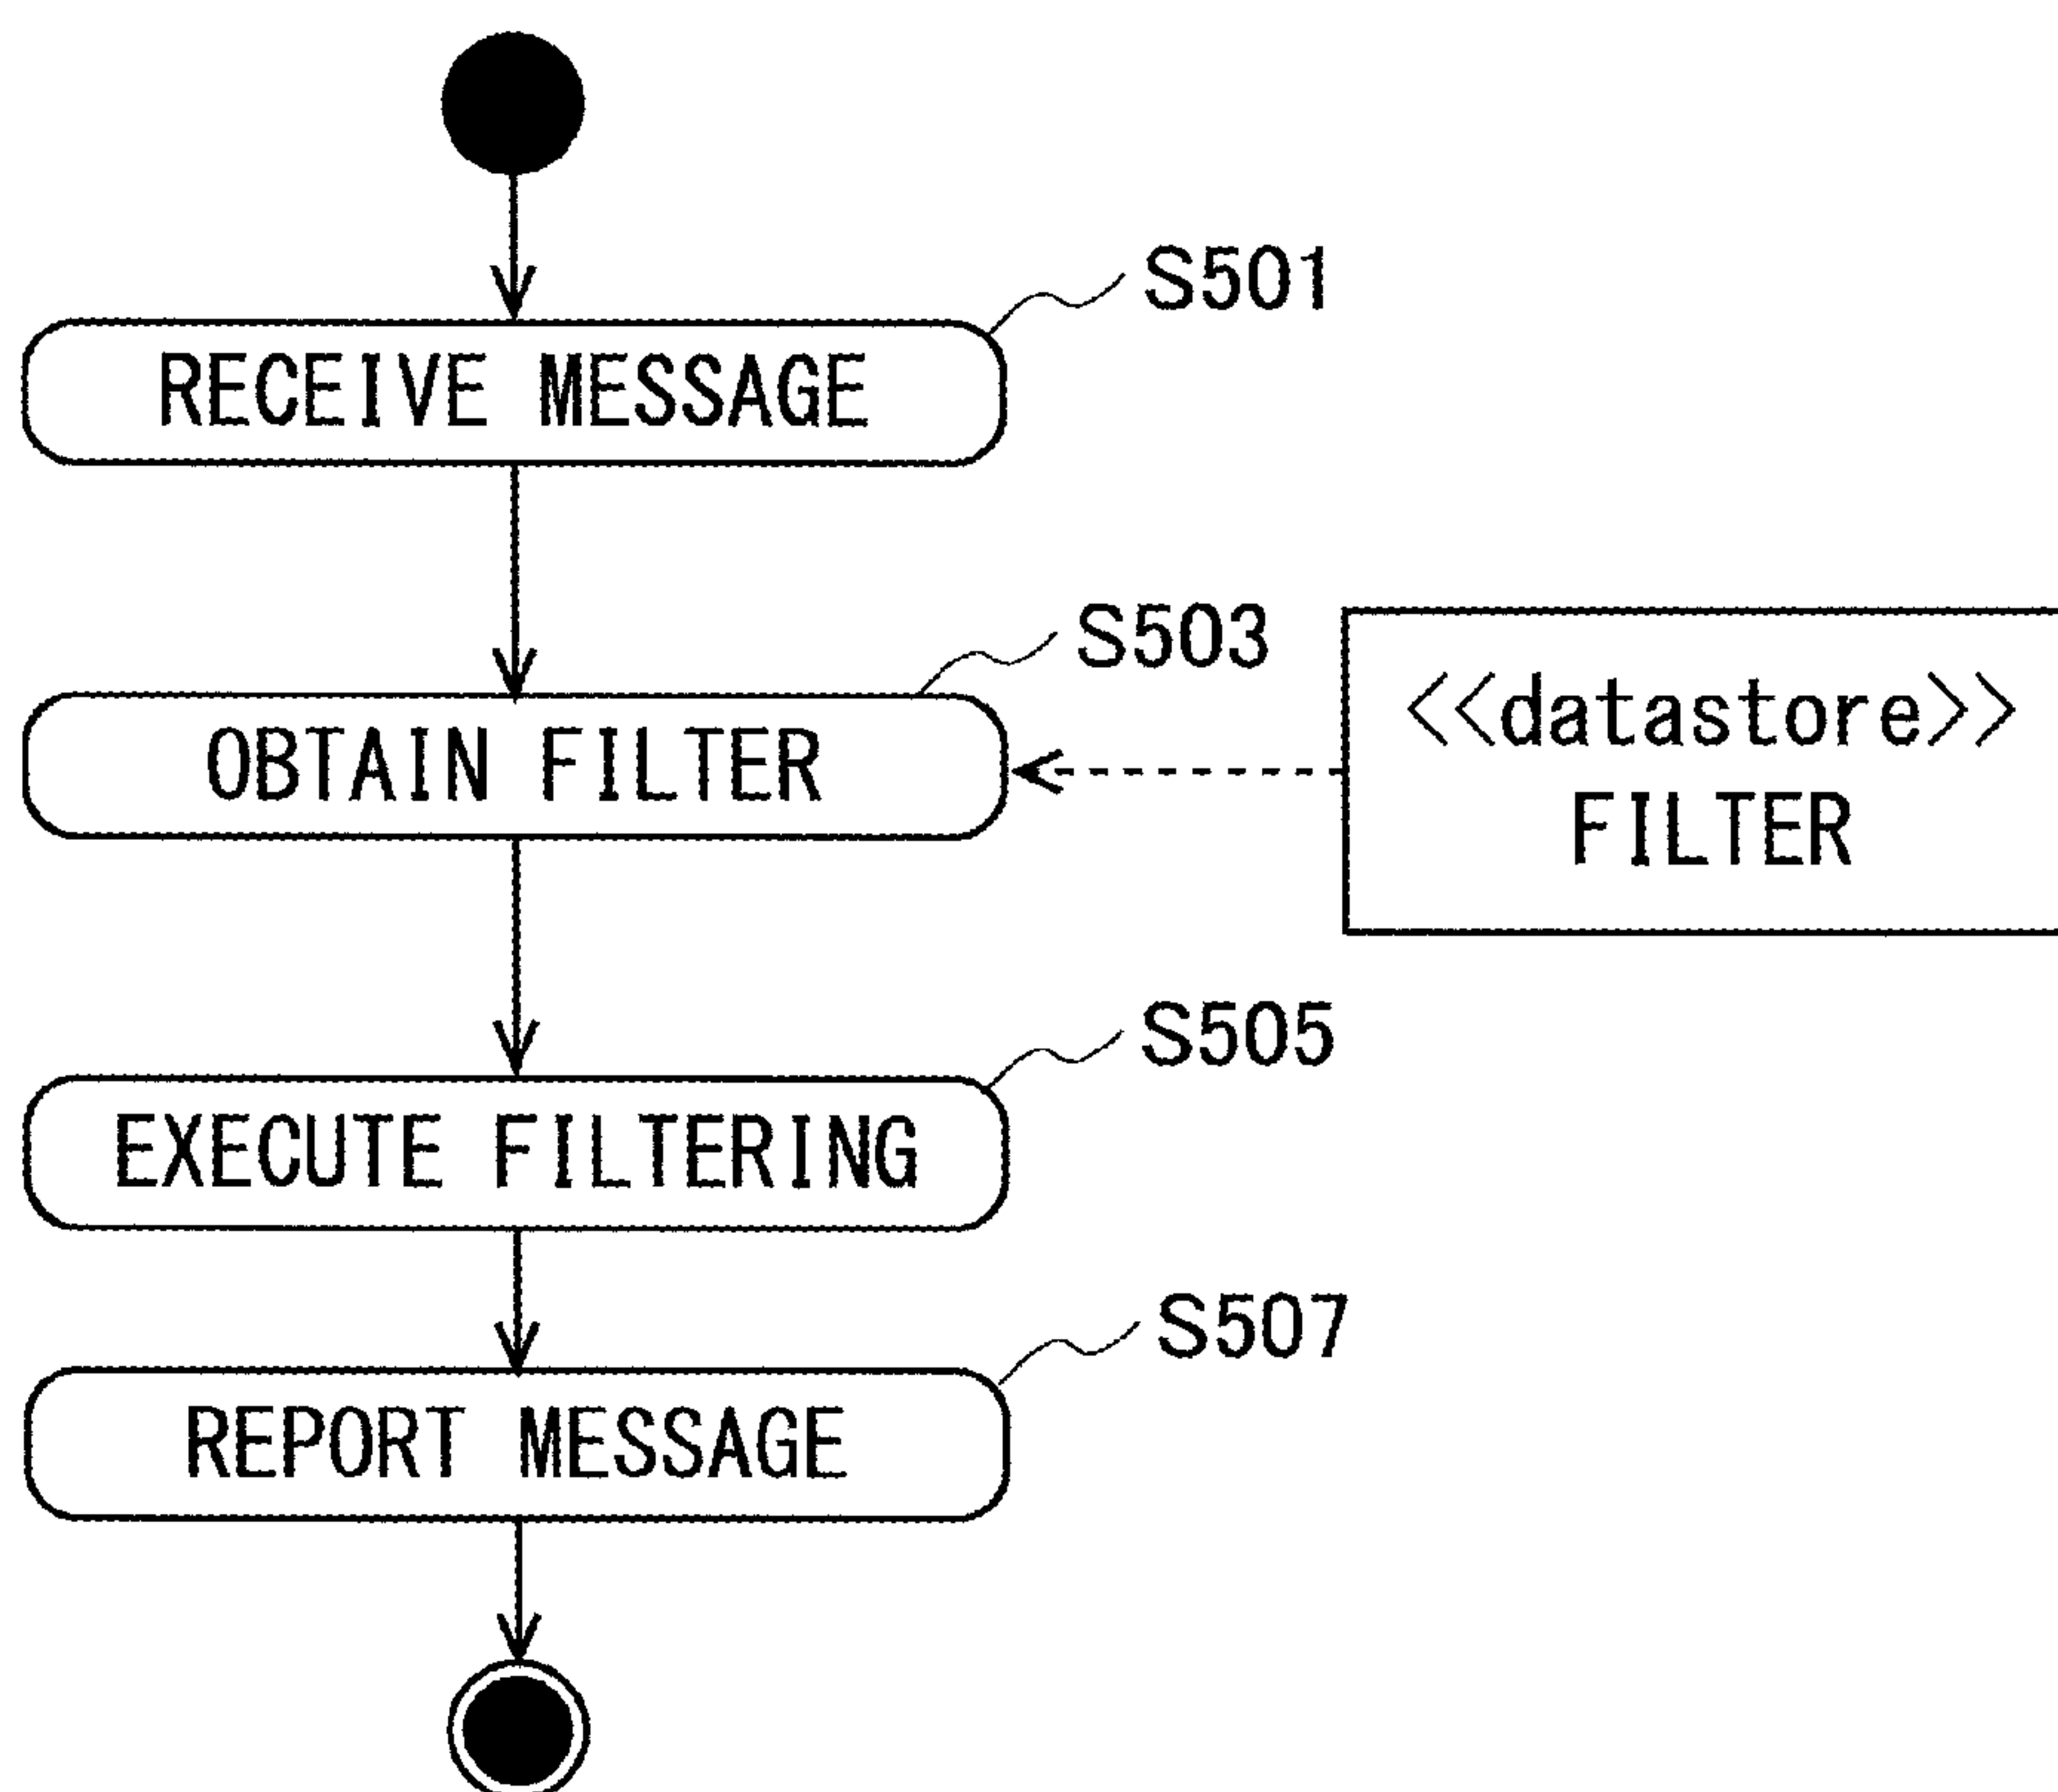 S501
RECEIVE MESSAGE
S503
OBTAIN FILTER
<<datastore>>
FILTER
S505
EXECUTE FILTERING
S507
REPORT MESSAGE